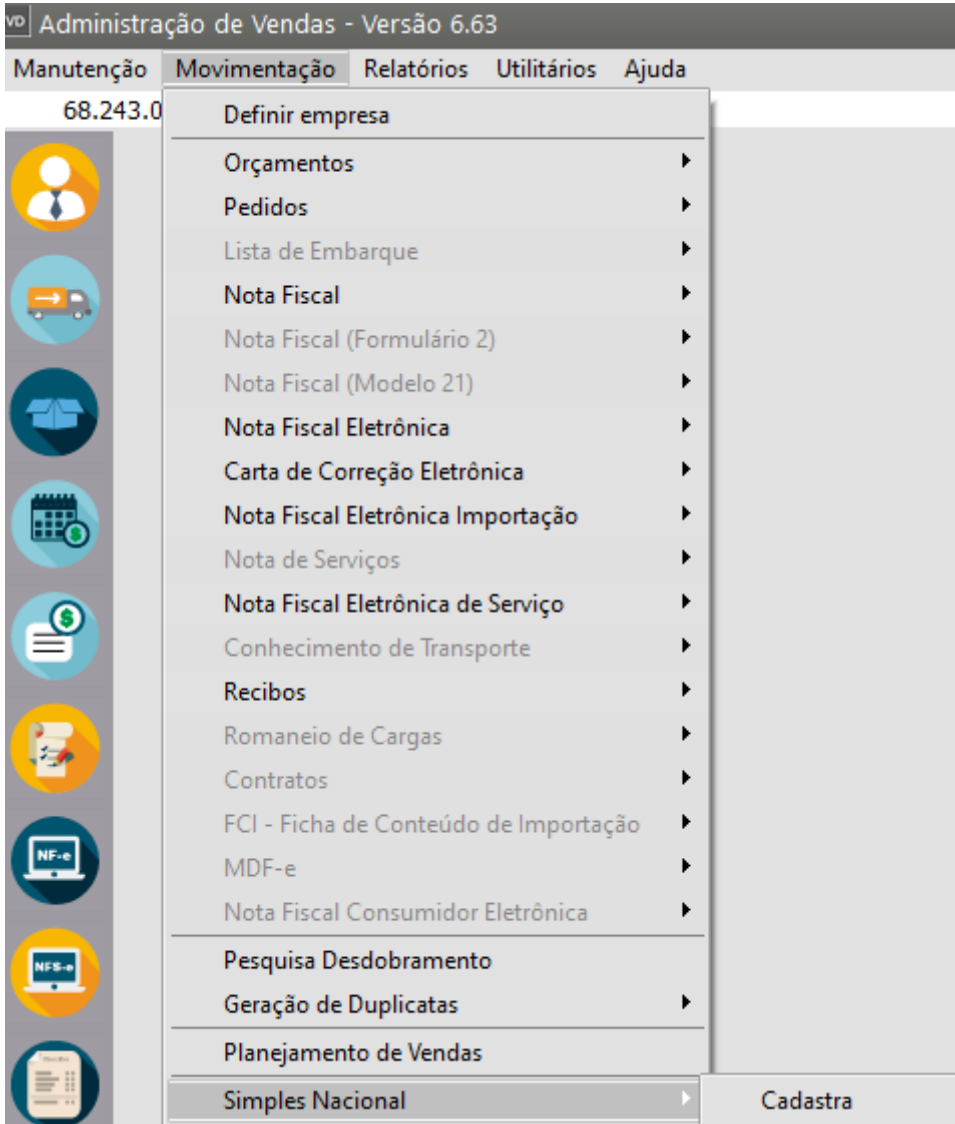 VD Administração de Vendas - Versão 6.63
Manutenção Movimentação Relatórios Utilitários Ajuda
68.243.0
Definir empresa
Orçamentos
Pedidos
Lista de Embarque
Nota Fiscal
Nota Fiscal (Formulário 2)
Nota Fiscal (Modelo 21)
Nota Fiscal Eletrônica
Carta de Correção Eletrônica
Nota Fiscal Eletrônica Importação
Nota de Serviços
Nota Fiscal Eletrônica de Serviço
Conhecimento de Transporte
Recibos
Romaneio de Cargas
Contratos
FCI - Ficha de Conteúdo de Importação
MDF-e
Nota Fiscal Consumidor Eletrônica
Pesquisa Desdobramento
Geração de Duplicatas
Planejamento de Vendas
Simples Nacional
Cadastra
$
$
NF-e
NFS-e